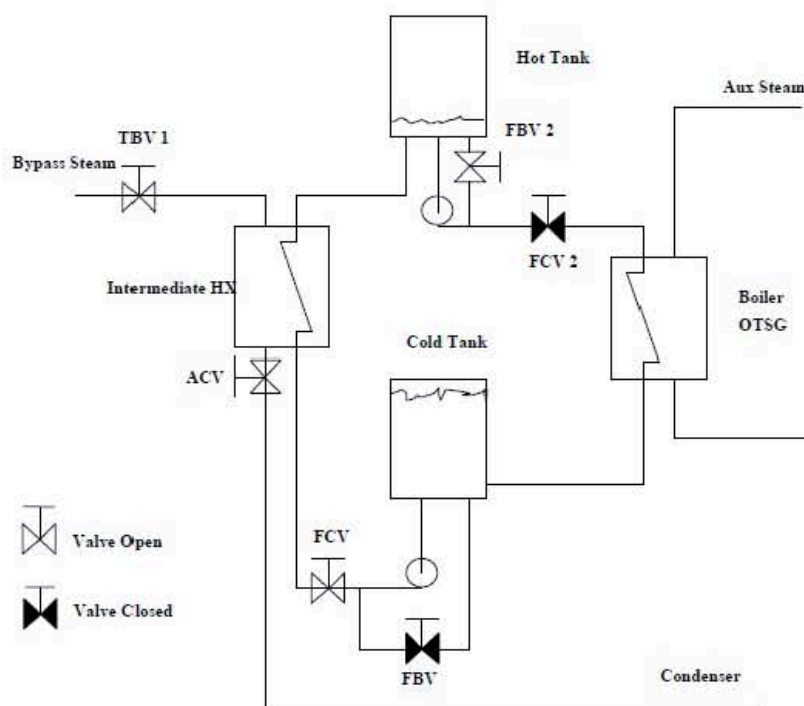 Hot Tank
Aux Steam
TBV 1
FBV 2
Bypass Steam
FCV 2
Intermediate HX
Boiler
OTSG
Cold Tank
ACV
FCV
Valve Open
Valve Closed
FBV
Condenser